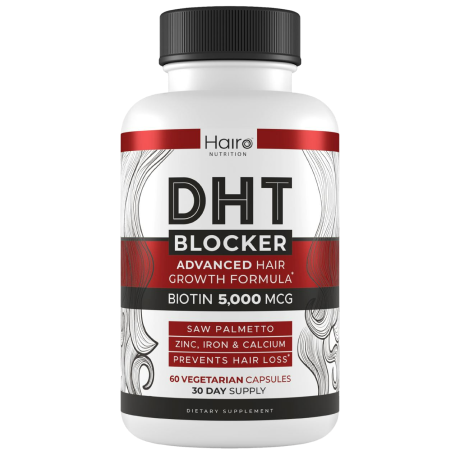 Hairo
NUTRITION
DHT
BLOCKER
ADVANCED HAIR
GROWTH FORMULA*
BIOTIN 5,000 MCG
SAW PALMETTO
ZINC, IRON & CALCIUM
PREVENTS HAIR LOSS*
60 VEGETARIAN CAPSULES
30 DAY SUPPLY
DIETARY SUPPLEMENT